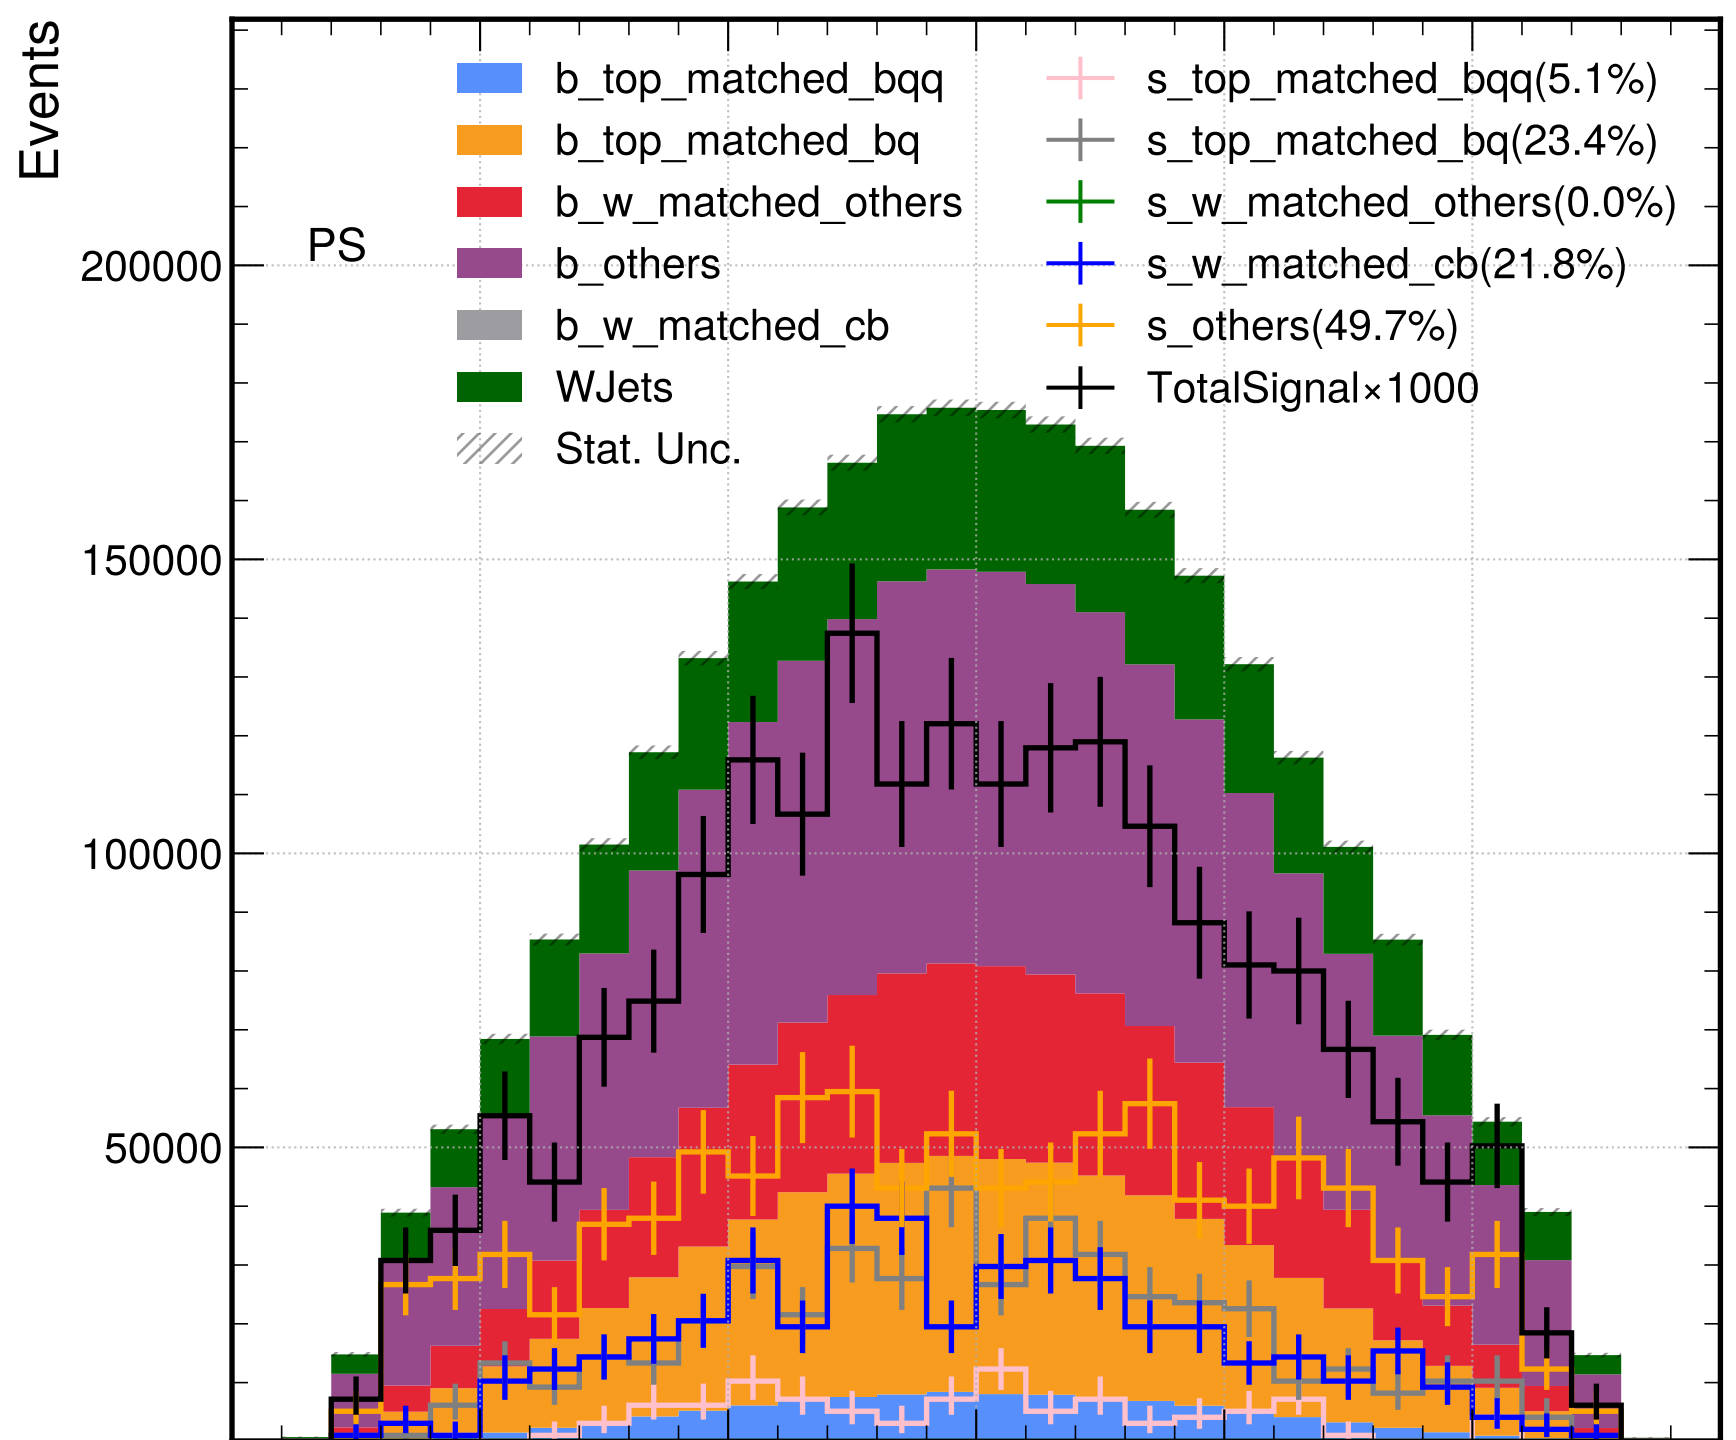 Events
b_top_matched_bqq
b_top_matched_bq
b_w_matched_others
b_others
b_w_matched_cb
WJets
Stat. Unc.
s_top_matched_bqq(5.1%)
s_top_matched_bq(23.4%)
s_w_matched_others(0.0%)
s_w_matched_cb(21.8%)
s_others(49.7%)
TotalSignal×1000
PS
200000
150000
100000
50000